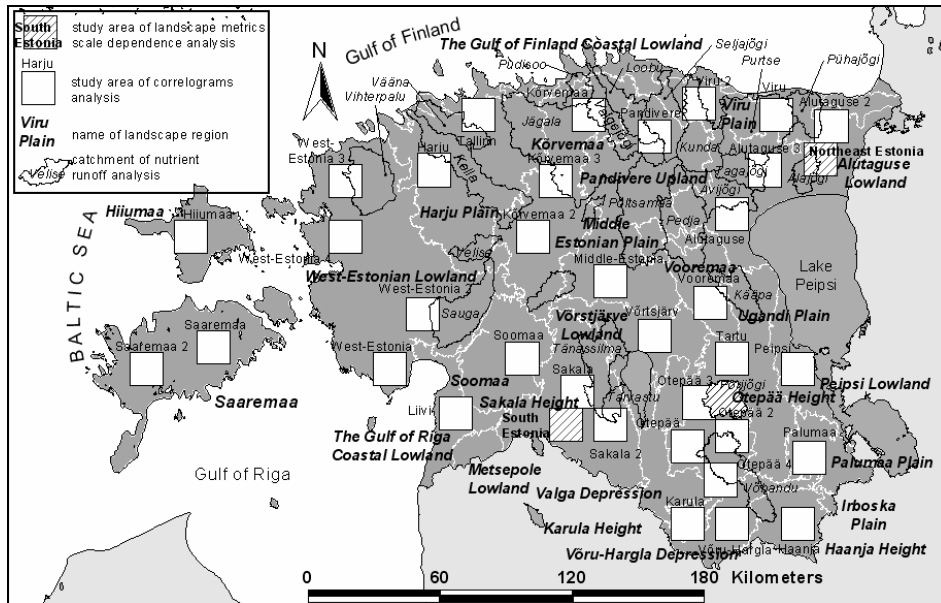 South
Estonia
study area of landscape metrics
scale dependence analysis
Harju
study area of correlograms
analysis
Viru
Plain
name of landscape region
Velise
catchment of nutrient
runoff analysis
N
Gulf of Finland
The Gulf of Finland Coastal Lowland
Seljajõgi
Pudisoo
Loobu
Purtse
Pühajõgi
Vääna
Vihterpalu
Kõrvemaa
Viru 2
Viru
Alutaguse 2
Jägala
Pandivere
Viru
Plain
Tallinn
Kõrvemaa
Kunda
West-
Estonia 3
Harju
Keila
Kõrvemaa 3
Alutaguse 3
Northeast Estonia
Pandivere Upland
Tagajõgi
Avijõgi
Alajõgi
Alutaguse
Lowland
Hiiumaa
Hiiumaa
Harju Plain
Kõrvemaa 2
Põltsamaa
Pedja
Middle
Estonian Plain
Alutaguse
BALTIC SEA
West-Estonia 4
Velise
West-Estonian Lowland
Middle-Estonia
Vooremaa
Vooremaa
Lake
Peipsi
West-Estonia 2
Kääpa
Sauga
Võrstjärve
Lowland
Ugandi Plain
Saaremaa
Saaremaa 2
Soomaa
Tänassilma
Võrtsjärv
Tartu
West-Estonia
Peipsi
Soomaa
Sakala
Otepää 3
Porijõgi
Peipsi Lowland
Saaremaa
Sakala Height
Tarvastu
Otepää Height
Liivi
South
Estonia
Otepää
Otepää 2
The Gulf of Riga
Coastal Lowland
Sakala 2
Palumaa
Gulf of Riga
Metsepole
Lowland
Otepää 4
Palumaa Plain
Valga Depression
Võhandu
Karula
Irboska
Plain
Karula Height
Võru-Hargla
Haanja
Võru-Hargla Depression
Haanja Height
0 60 120 180 Kilometers